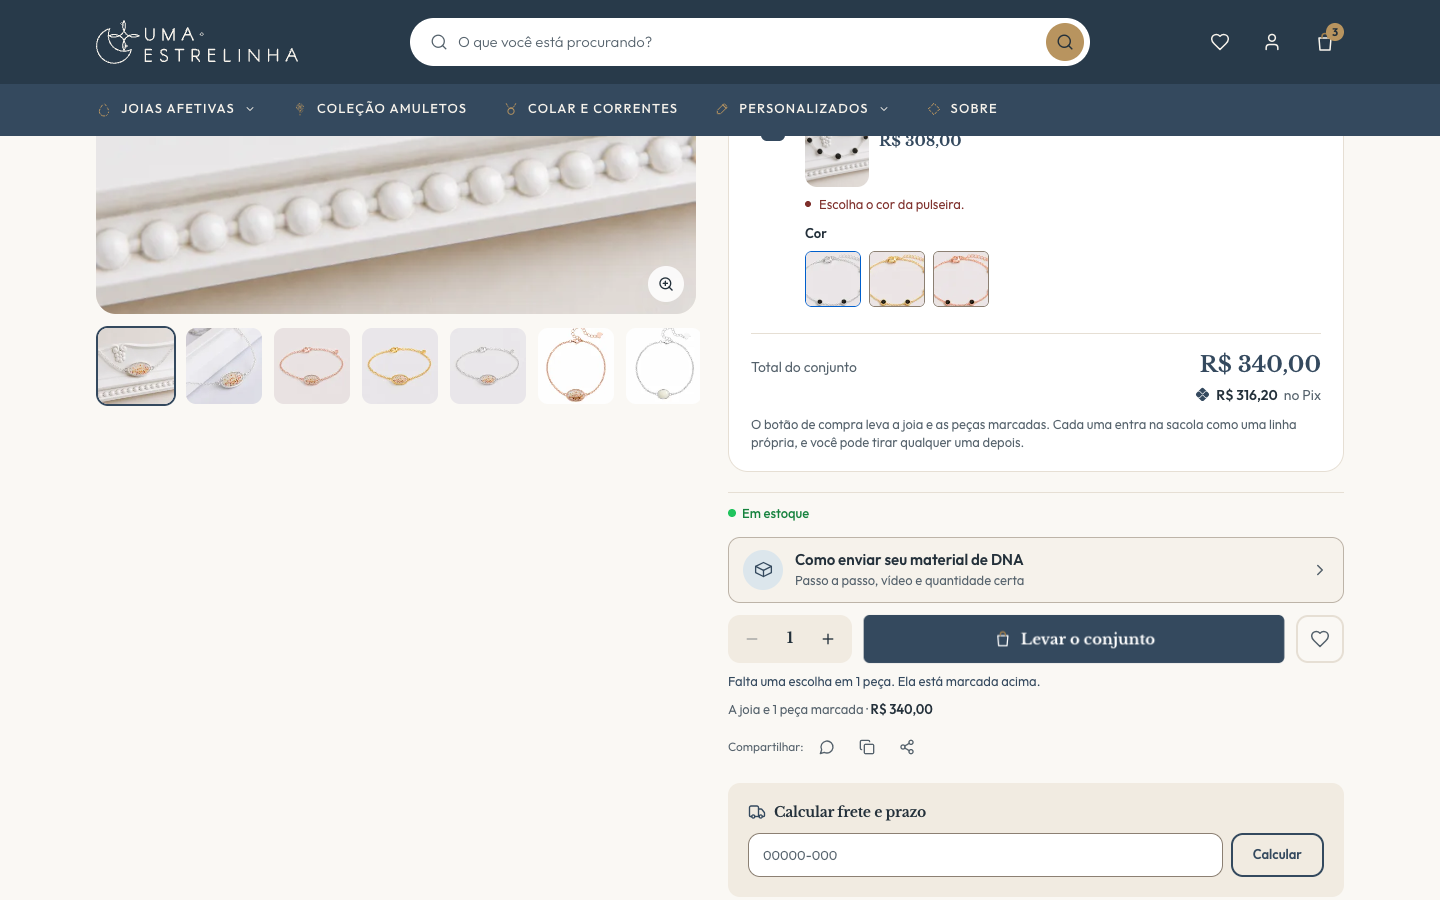 UMA
ESTRELINHA
O que você está procurando?
3
JOIAS AFETIVAS
COLEÇÃO AMULETOS
COLAR E CORRENTES
PERSONALIZADOS
SOBRE
R$ 308,00
Escolha o cor da pulseira.
Cor
Total do conjunto
R$ 340,00
R$ 316,20 no Pix
O botão de compra leva a joia e as peças marcadas. Cada uma entra na sacola como uma linha
própria, e você pode tirar qualquer uma depois.
Em estoque
Como enviar seu material de DNA
Passo a passo, vídeo e quantidade certa
1
Levar o conjunto
Falta uma escolha em 1 peça. Ela está marcada acima.
A joia e 1 peça marcada · R$ 340,00
Compartilhar:
Calcular frete e prazo
00000-000
Calcular